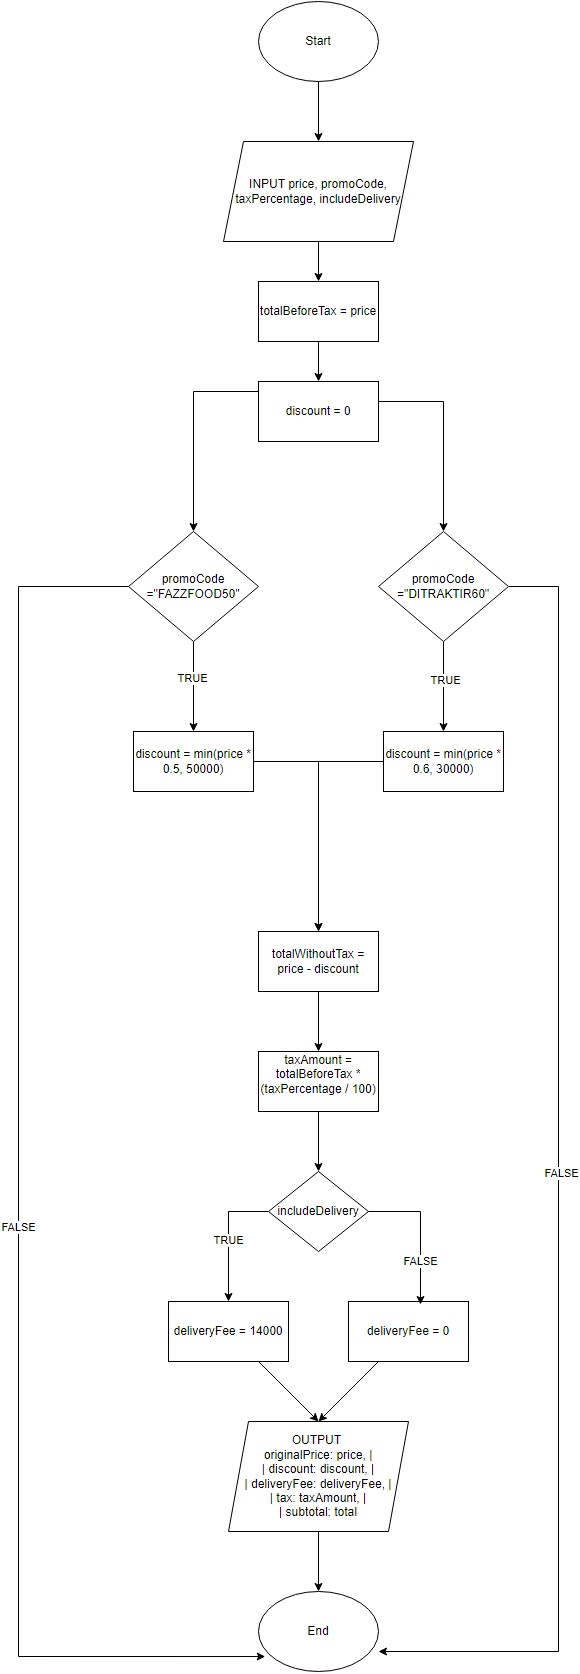 Start
INPUT price, promoCode,
taxPercentage, includeDelivery
totalBeforeTax = price
discount = 0
promoCode
="FAZZFOOD50"
promoCode
="DITRAKTIR60"
TRUE
TRUE
discount = min(price *
0.5, 50000)
discount = min(price *
0.6, 30000)
totalWithoutTax =
price - discount
taxAmount =
totalBeforeTax *
(taxPercentage / 100)
FALSE
includeDelivery
FALSE
TRUE
FALSE
deliveryFee = 14000
deliveryFee = 0
OUTPUT
originalPrice: price, |
| discount: discount, |
| deliveryFee: deliveryFee, |
| tax: taxAmount, |
| subtotal: total
End